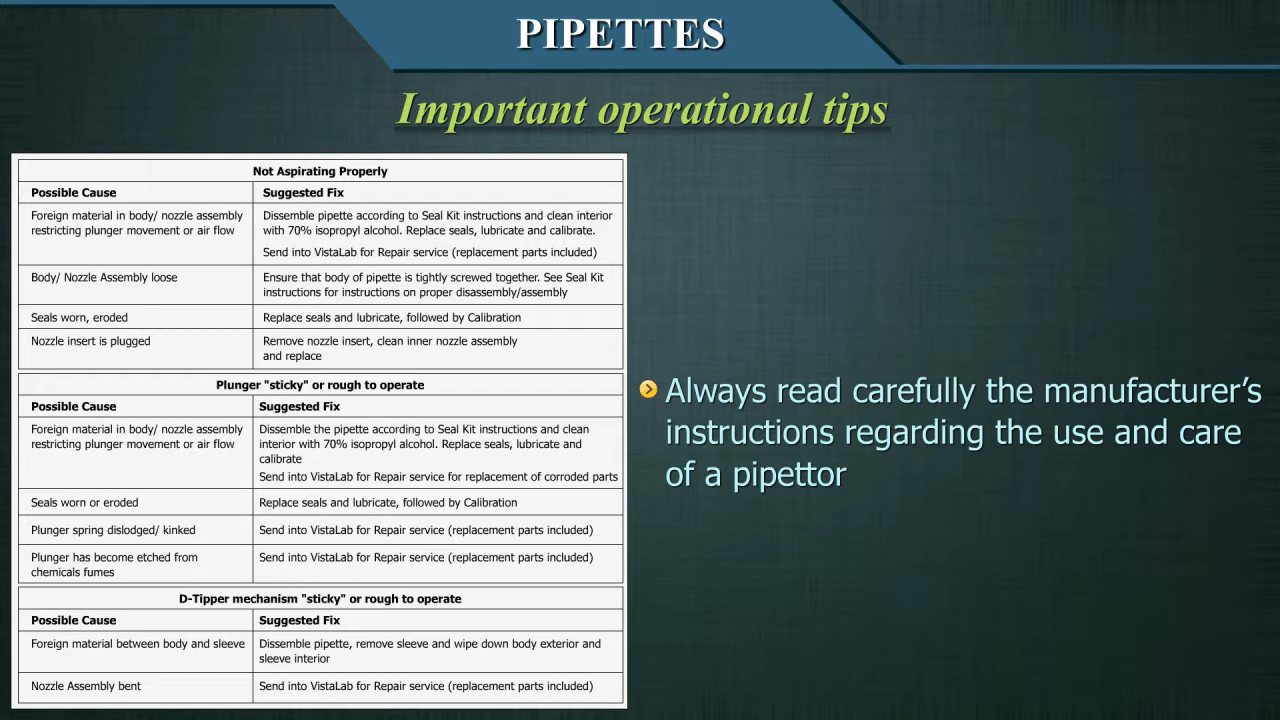 PIPETTES
Important operational tips
Not Aspirating Properly
Possible Cause Suggested Fix
Foreign material in body/ nozzle assembly
restricting plunger movement or air flow
Dissemble pipette according to Seal Kit instructions and clean interior
with 70% isopropyl alcohol. Replace seals, lubricate and calibrate.
Send into VistaLab for Repair service (replacement parts included)
Body/ Nozzle Assembly loose
Ensure that body of pipette is tightly screwed together. See Seal Kit
instructions for instructions on proper disassembly/assembly
Seals worn, eroded
Replace seals and lubricate, followed by Calibration
Nozzle insert is plugged
Remove nozzle insert, clean inner nozzle assembly
and replace
Plunger "sticky" or rough to operate
Possible Cause Suggested Fix
Foreign material in body/ nozzle assembly
restricting plunger movement or air flow
Dissemble the pipette according to Seal Kit instructions and clean
interior with 70% isopropyl alcohol. Replace seals, lubricate and
calibrate
Send into VistaLab for Repair service for replacement of corroded parts
Seals worn or eroded
Replace seals and lubricate, followed by Calibration
Plunger spring dislodged/ kinked
Send into VistaLab for Repair service (replacement parts included)
Plunger has become etched from
chemicals fumes
Send into VistaLab for Repair service (replacement parts included)
D-Tipper mechanism "sticky" or rough to operate
Possible Cause Suggested Fix
Foreign material between body and sleeve
Dissemble pipette, remove sleeve and wipe down body exterior and
sleeve interior
Nozzle Assembly bent
Send into VistaLab for Repair service (replacement parts included)
Always read carefully the manufacturer’s
instructions regarding the use and care
of a pipettor